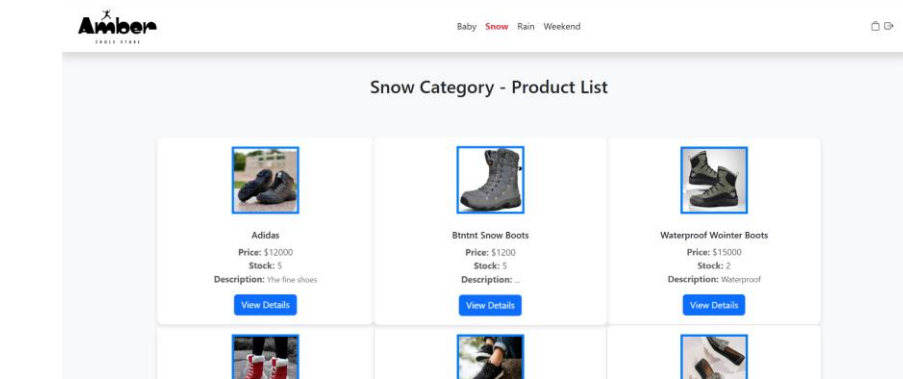 Amber
SHOES STORE
Baby Snow Rain Weekend
Snow Category - Product List
Adidas
Price: $12000
Stock: 5
Description: Yhe fine shoes
View Details
Btntnt Snow Boots
Price: $1200
Stock: 5
Description: ...
View Details
Waterproof Wointer Boots
Price: $15000
Stock: 2
Description: Waterproof
View Details